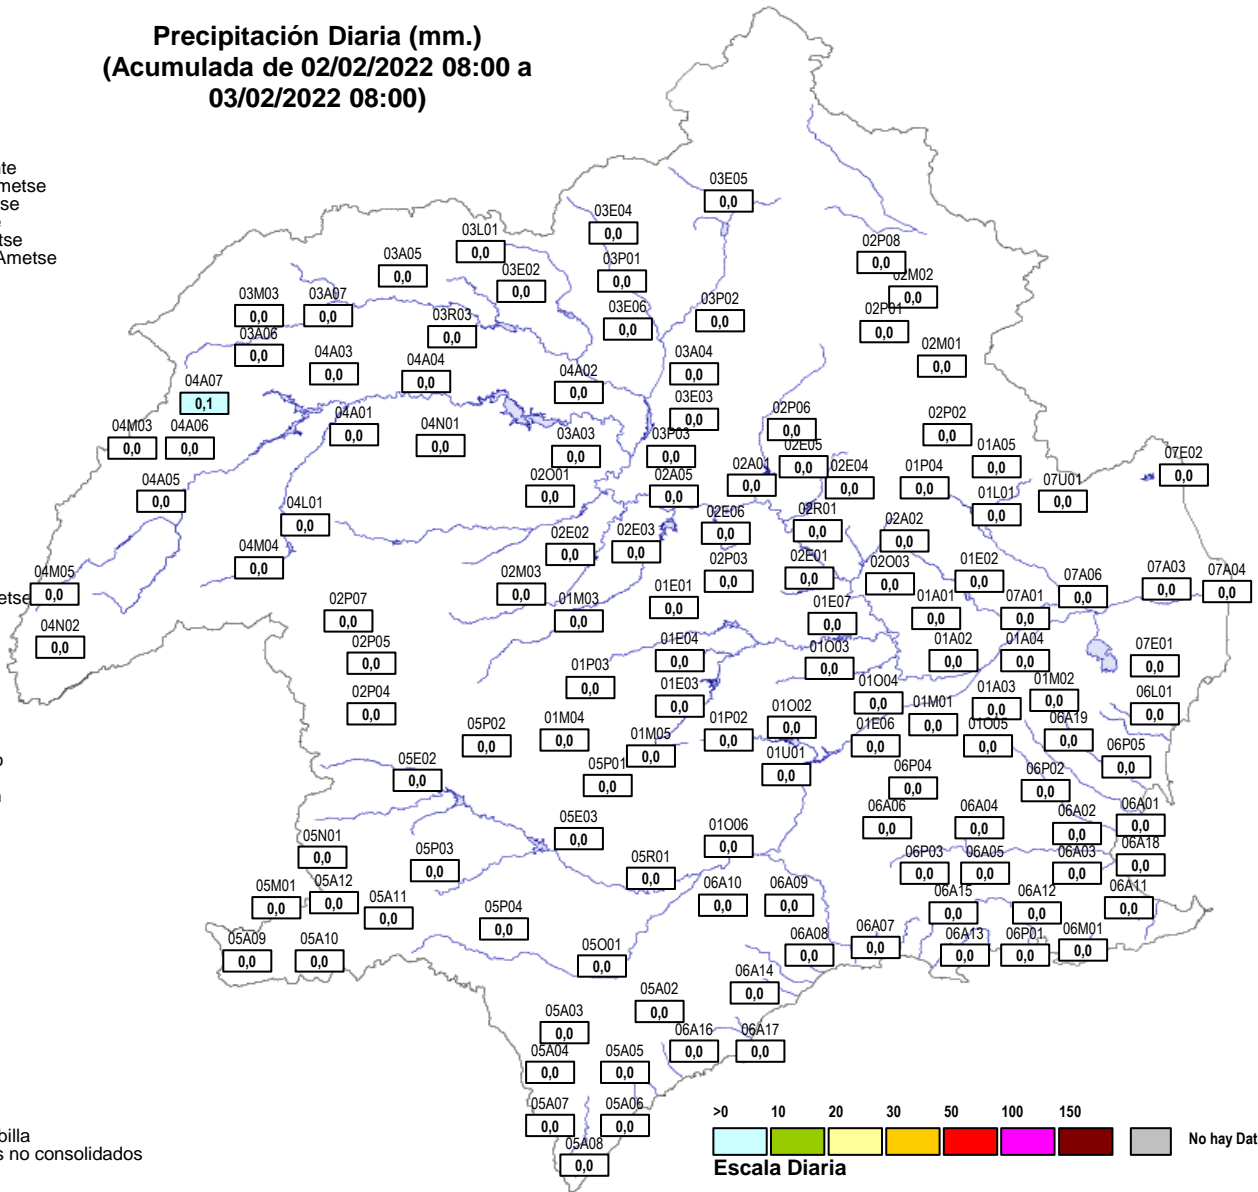 Precipitación Diaria (mm.)
(Acumulada de 02/02/2022 08:00 a
03/02/2022 08:00)
03E05
0,0
03E04
0,0
03L01
0,0
03A05
0,0
03P01
0,0
03E02
0,0
02P08
0,0
02M02
0,0
03M03
0,0
03A07
0,0
03R03
0,0
03E06
0,0
03P02
0,0
02P01
0,0
03A06
0,0
04A03
0,0
04A04
0,0
04A02
0,0
03A04
0,0
02M01
0,0
04A07
0,1
03E03
0,0
04M03
0,0
04A06
0,0
04A01
0,0
04N01
0,0
03A03
0,0
03P03
0,0
02P06
0,0
02E05
0,0
02P02
0,0
01A05
0,0
07E02
0,0
04A05
0,0
02O01
0,0
02A05
0,0
02A01
0,0
02E04
0,0
01P04
0,0
01L01
0,0
07U01
0,0
04L01
0,0
02E06
0,0
02R01
0,0
02A02
0,0
04M04
0,0
02E02
0,0
02E03
0,0
04M05
0,0
02M03
0,0
02P03
0,0
02E01
0,0
02O03
0,0
01E02
0,0
07A06
0,0
07A03
0,0
07A04
0,0
02P07
0,0
01M03
0,0
01E01
0,0
01E07
0,0
01A01
0,0
07A01
0,0
04N02
0,0
02P05
0,0
01E04
0,0
01O03
0,0
01A02
0,0
01A04
0,0
07E01
0,0
01P03
0,0
01E03
0,0
02P04
0,0
01O04
0,0
01M01
0,0
01A03
0,0
01M02
0,0
06L01
0,0
05P02
0,0
01M04
0,0
01M05
0,0
01P02
0,0
01O02
0,0
01E06
0,0
01O05
0,0
06A19
0,0
06P05
0,0
05E02
0,0
05P01
0,0
01U01
0,0
06P04
0,0
06P02
0,0
05E03
0,0
01O06
0,0
06A06
0,0
06A04
0,0
06A02
0,0
06A01
0,0
05N01
0,0
05P03
0,0
05R01
0,0
06P03
0,0
06A05
0,0
06A03
0,0
06A18
0,0
05M01
0,0
05A12
0,0
05A11
0,0
06A10
0,0
06A09
0,0
06A15
0,0
06A12
0,0
06A11
0,0
05P04
0,0
05A09
0,0
05A10
0,0
05O01
0,0
06A08
0,0
06A07
0,0
06A13
0,0
06P01
0,0
06M01
0,0
06A14
0,0
05A02
0,0
05A03
0,0
06A16
0,0
06A17
0,0
05A04
0,0
05A05
0,0
05A07
0,0
05A06
0,0
05A08
0,0
>0 10 20 30 50 100 150
No hay Dat
Escala Diaria
no consolidados